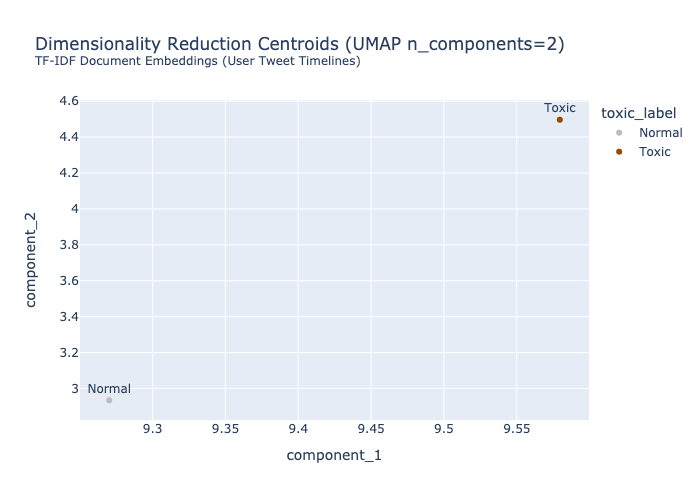 Dimensionality Reduction Centroids (UMAP n_components=2)
TF-IDF Document Embeddings (User Tweet Timelines)
4.6
4.4
4.2
4
3.8
3.6
3.4
3.2
3
component_2
Toxic
Normal
9.3
9.35
9.4
9.45
9.5
9.55
component_1
toxic_label
Normal
Toxic